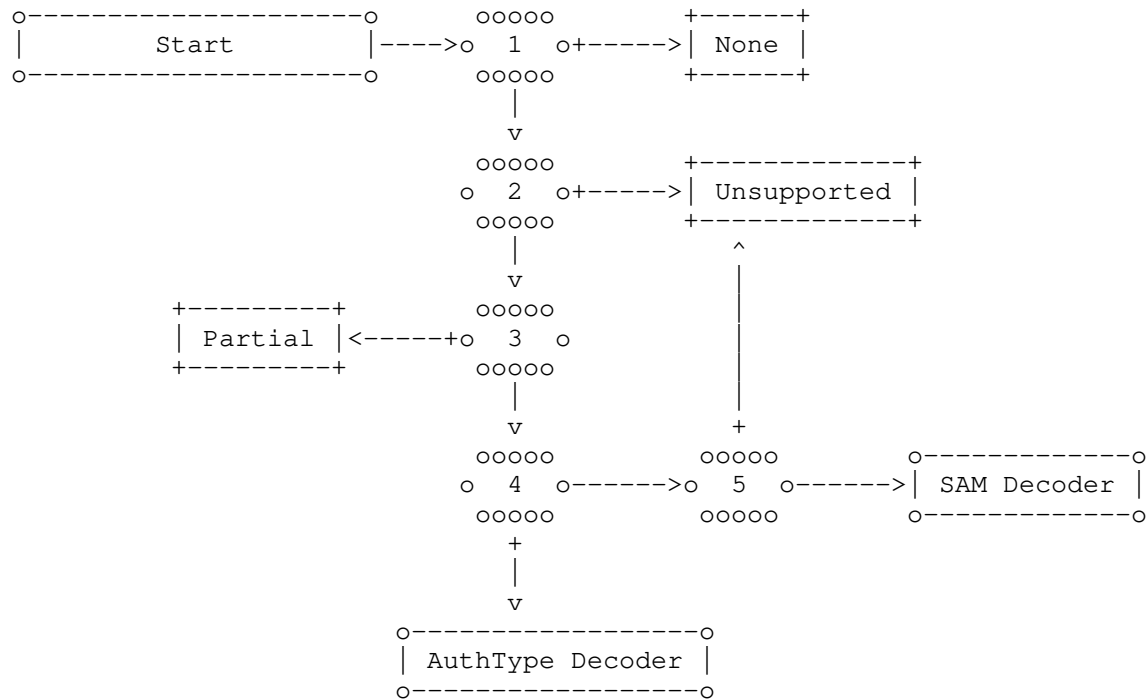 Start 1 None
2 Unsupported
Partial 3
4 5 SAM Decoder
AuthType Decoder